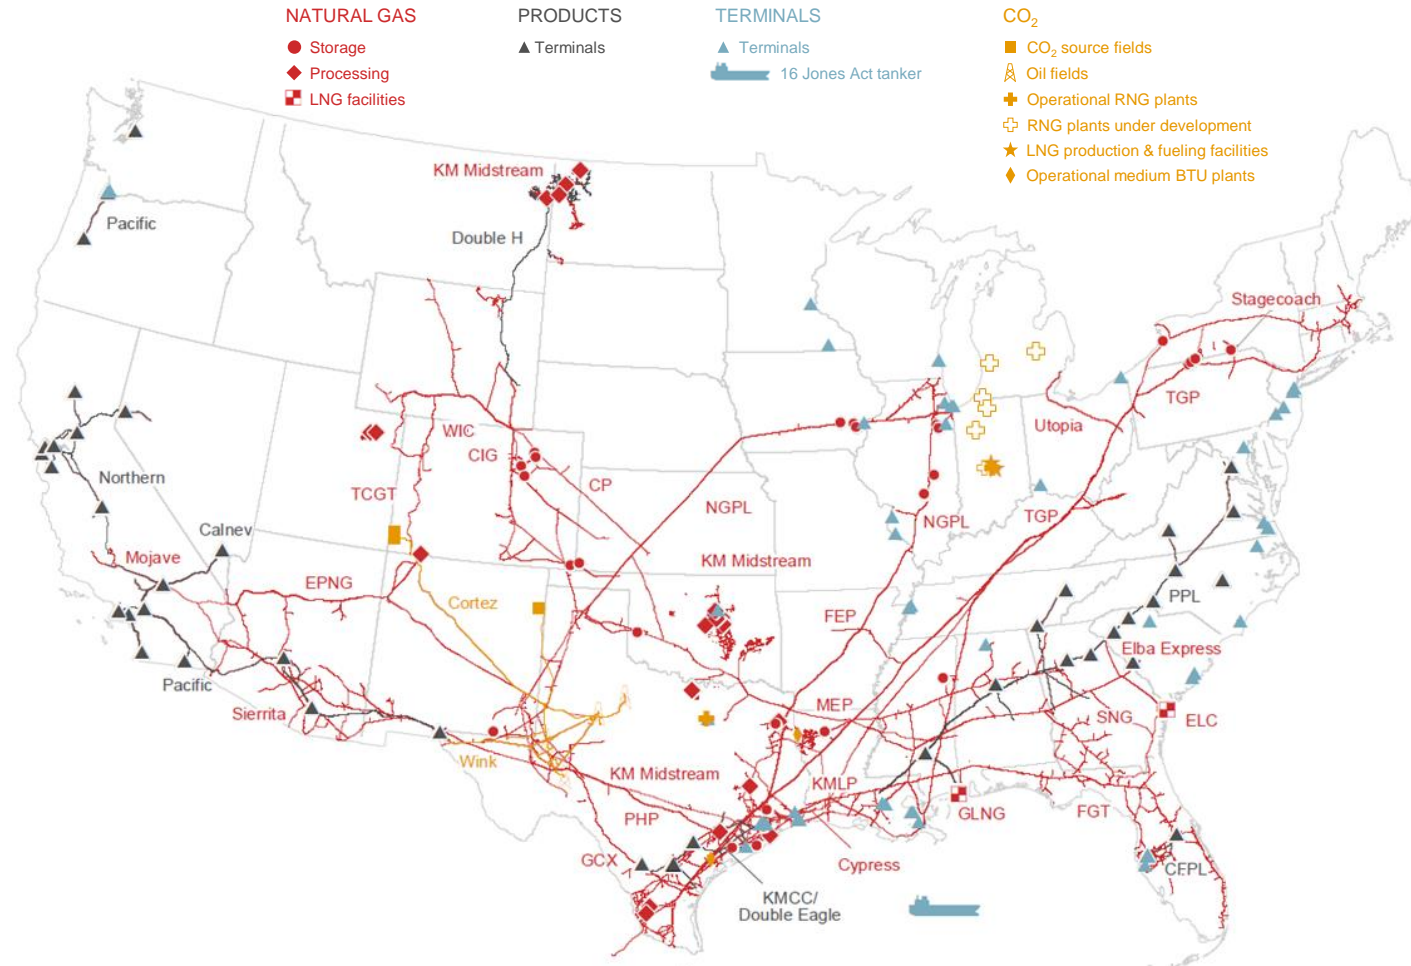 NATURAL GAS
Storage
Processing
LNG facilities
PRODUCTS
Terminals
TERMINALS
Terminals
16 Jones Act tanker
CO2
CO2 source fields
Oil fields
Operational RNG plants
RNG plants under development
LNG production & fueling facilities
Operational medium BTU plants
KM Midstream
Pacific
Double H
Stagecoach
TGP
Utopia
WIC
CIG
CP
TCGT
Northern
NGPL
NGPL
TGP
Calnev
Mojave
KM Midstream
EPNG
Cortez
FEP
PPL
Elba Express
Pacific
Sierrita
MEP
SNG
ELC
Wink
KM Midstream
KMLP
PHP
GLNG
FGT
GCX
Cypress
CFPL
KMCC/
Double Eagle